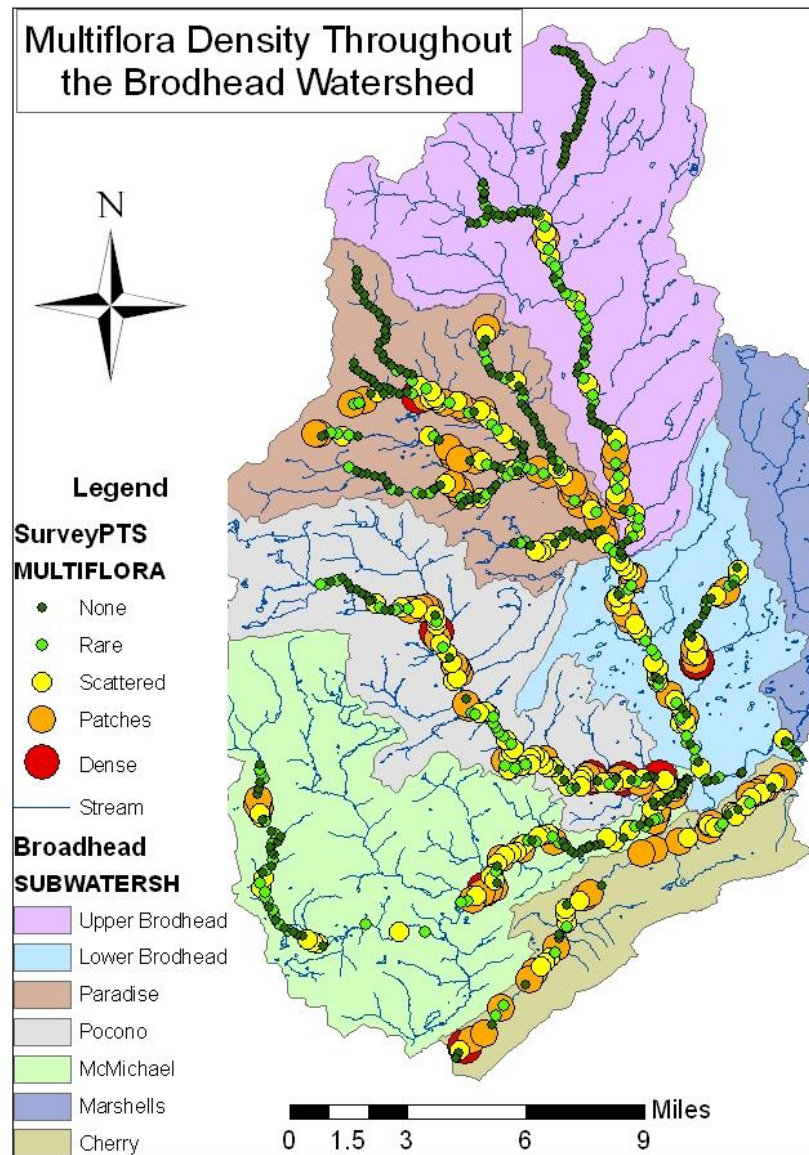 Multiflora Density Throughout
the Brodhead Watershed
N
Legend
SurveyPTS
MULTIFLORA
None
Rare
Scattered
Patches
Dense
Stream
Broadhead
SUBWATERSH
Upper Brodhead
Lower Brodhead
Paradise
Pocono
McMichael
Marshells
Cherry
Miles
0 1.5 3 6 9